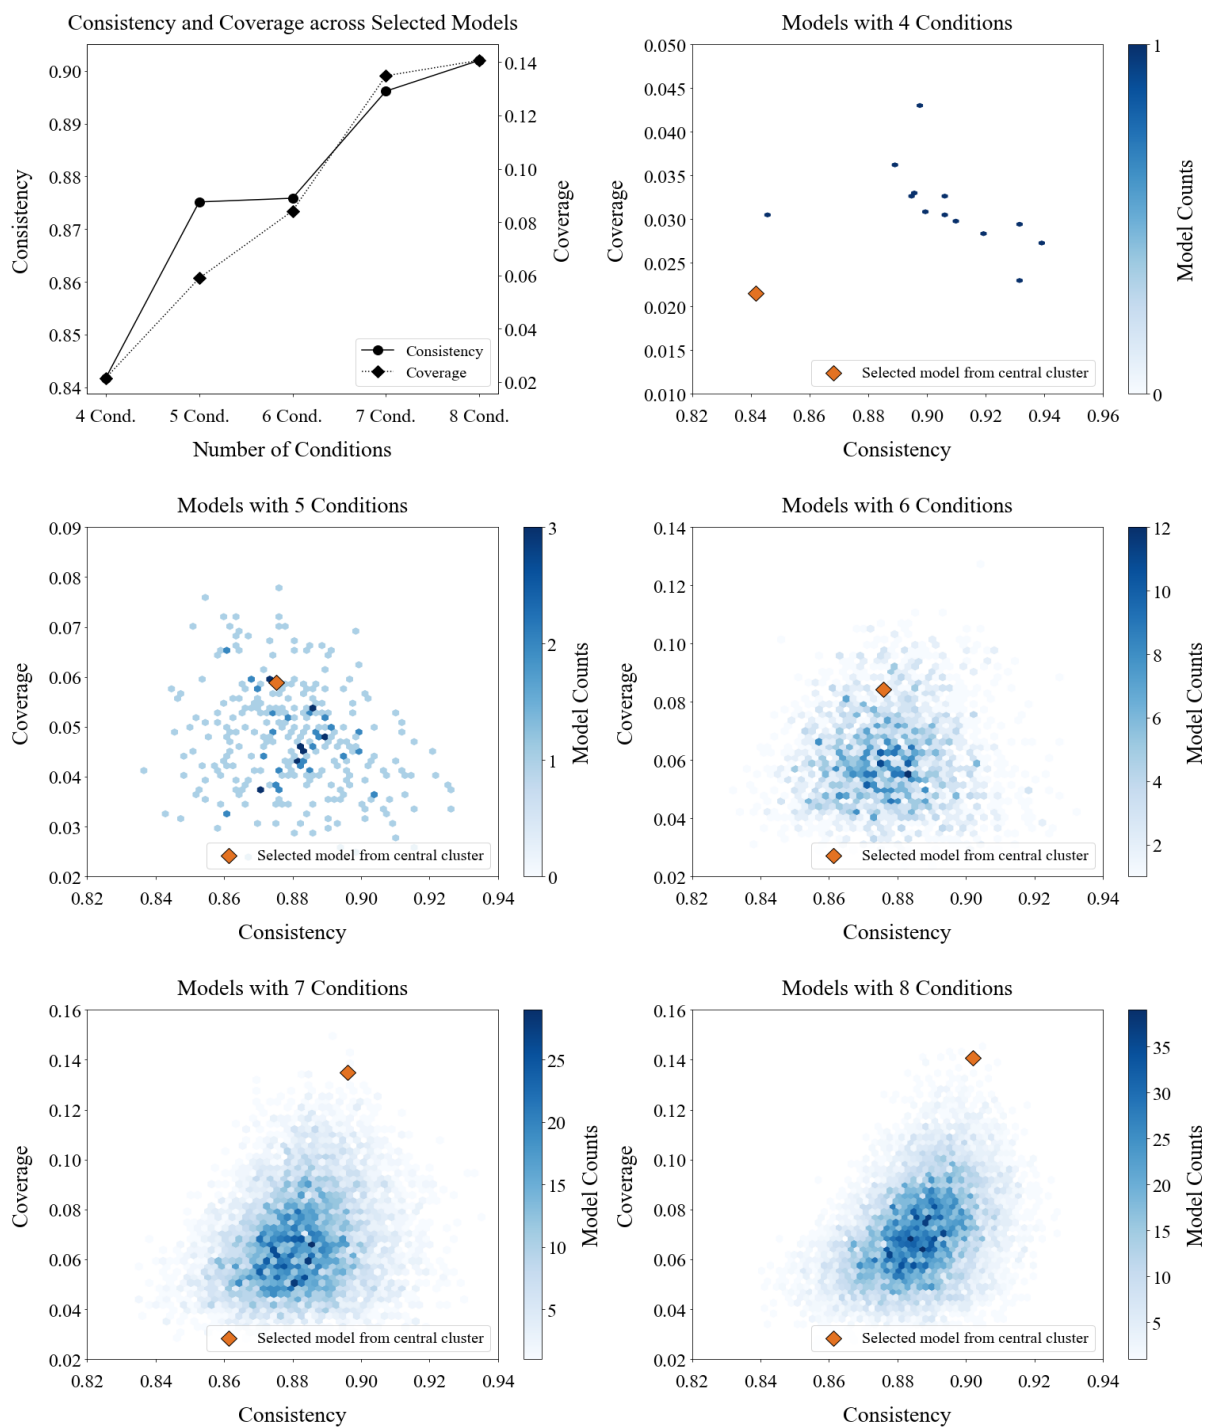 Consistency and Coverage across Selected Models
0.90
0.89
0.88
0.87
0.86
0.85
0.84
Consistency
0.14
0.12
0.10
0.08
0.06
0.04
0.02
Coverage
Consistency
Coverage
4 Cond. 5 Cond. 6 Cond. 7 Cond. 8 Cond.
Number of Conditions
Models with 4 Conditions
0.050
0.045
0.040
0.035
0.030
0.025
0.020
0.015
0.010
Coverage
Selected model from central cluster
0.82 0.84 0.86 0.88 0.90 0.92 0.94 0.96
Consistency
1
0
Model Counts
Models with 5 Conditions
0.09
0.08
0.07
0.06
0.05
0.04
0.03
0.02
Coverage
Selected model from central cluster
0.82 0.84 0.86 0.88 0.90 0.92 0.94
Consistency
3
2
1
0
Model Counts
Models with 6 Conditions
0.14
0.12
0.10
0.08
0.06
0.04
0.02
Coverage
Selected model from central cluster
0.82 0.84 0.86 0.88 0.90 0.92 0.94
Consistency
12
10
8
6
4
2
Model Counts
Models with 7 Conditions
0.16
0.14
0.12
0.10
0.08
0.06
0.04
0.02
Coverage
Selected model from central cluster
0.82 0.84 0.86 0.88 0.90 0.92 0.94
Consistency
25
20
15
10
5
Model Counts
Models with 8 Conditions
0.16
0.14
0.12
0.10
0.08
0.06
0.04
0.02
Coverage
Selected model from central cluster
0.82 0.84 0.86 0.88 0.90 0.92 0.94
Consistency
35
30
25
20
15
10
5
Model Counts